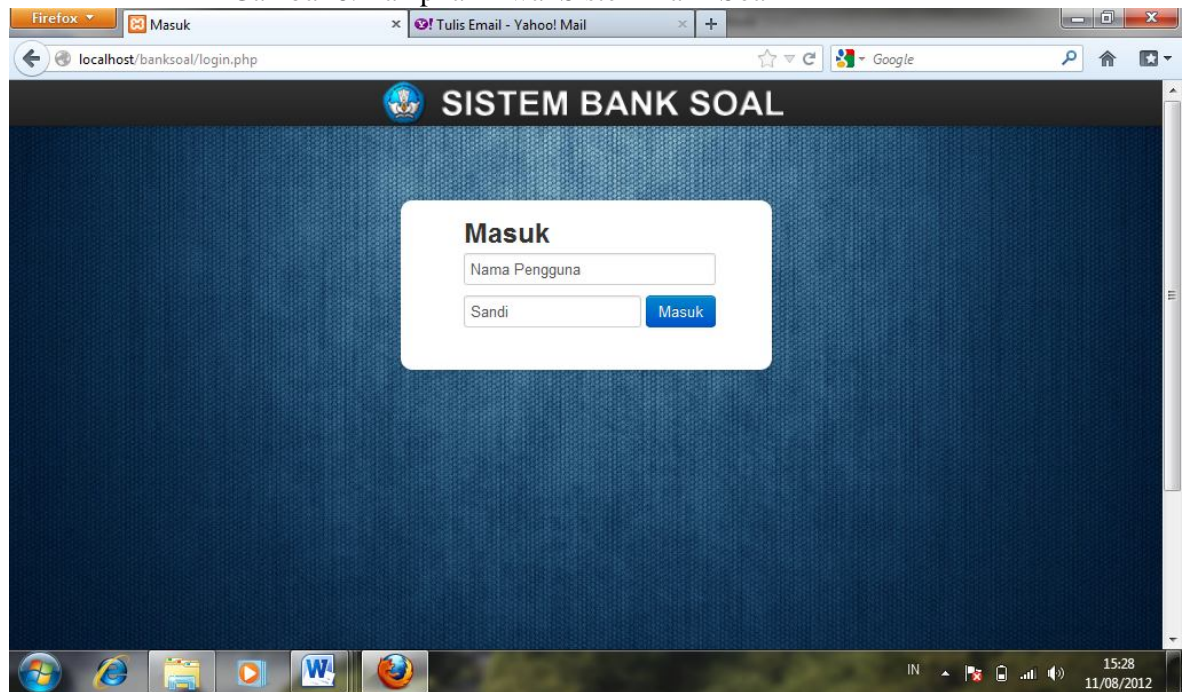 Firefox
Masuk
Tulis Email - Yahoo! Mail
localhost/banksoal/login.php
Google
SISTEM BANK SOAL
Masuk
Nama Pengguna
Sandi
Masuk
IN
15:28
11/08/2012